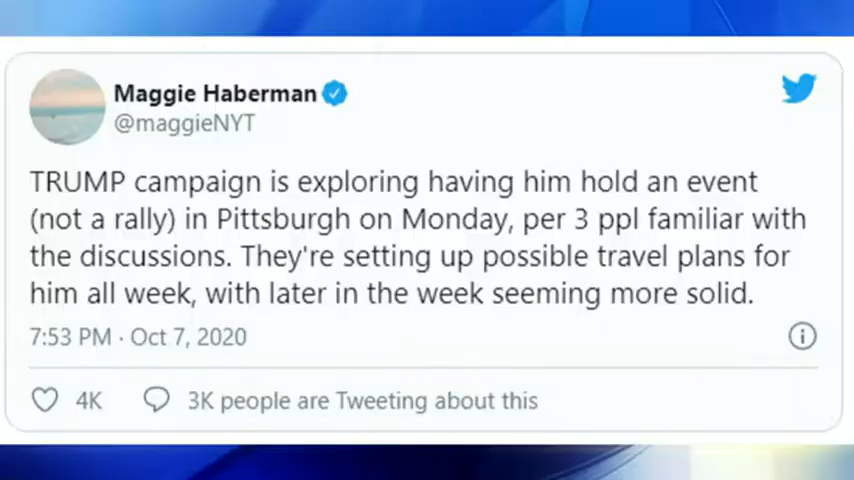 Maggie Haberman
@maggieNYT
TRUMP campaign is exploring having him hold an event
(not a rally) in Pittsburgh on Monday, per 3 ppl familiar with
the discussions. They're setting up possible travel plans for
him all week, with later in the week seeming more solid.
7:53 PM · Oct 7, 2020
4K 3K people are Tweeting about this